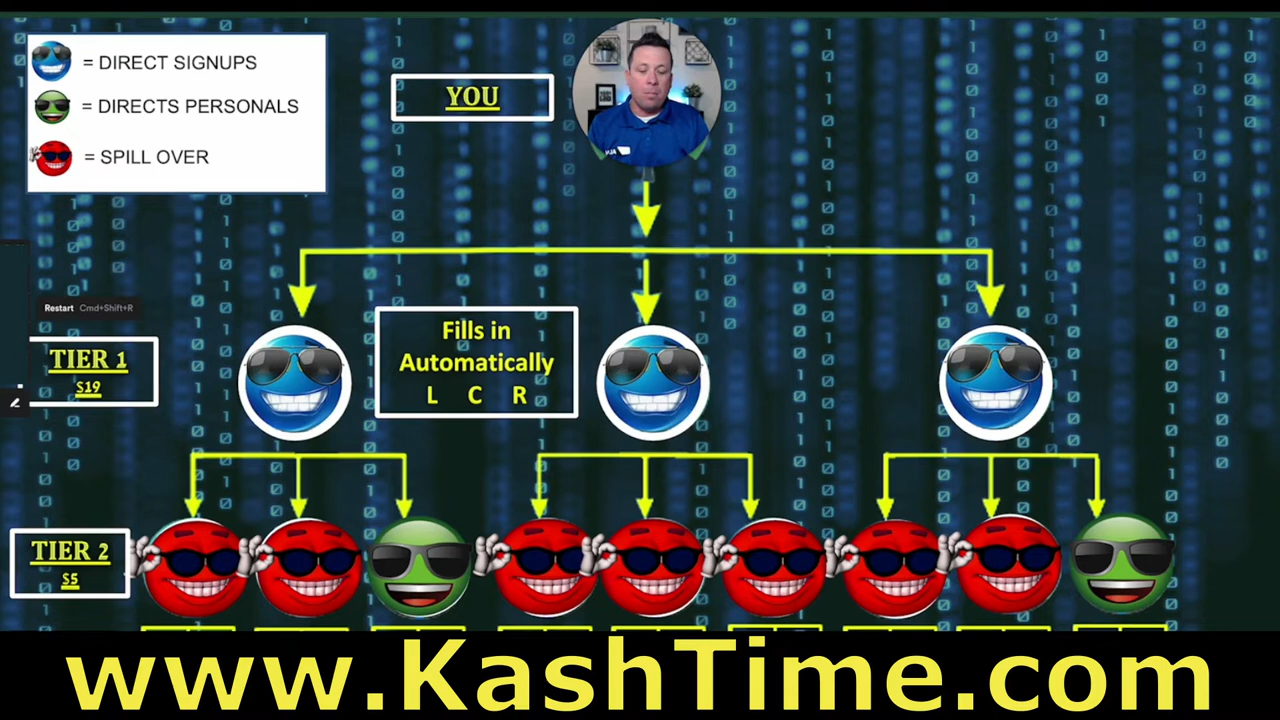 = DIRECT SIGNUPS
= DIRECTS PERSONALS
= SPILL OVER
YOU
Restart Cmd+Shift+R
TIER 1
$19
Fills in
Automatically
L C R
TIER 2
$5
www.KashTime.com